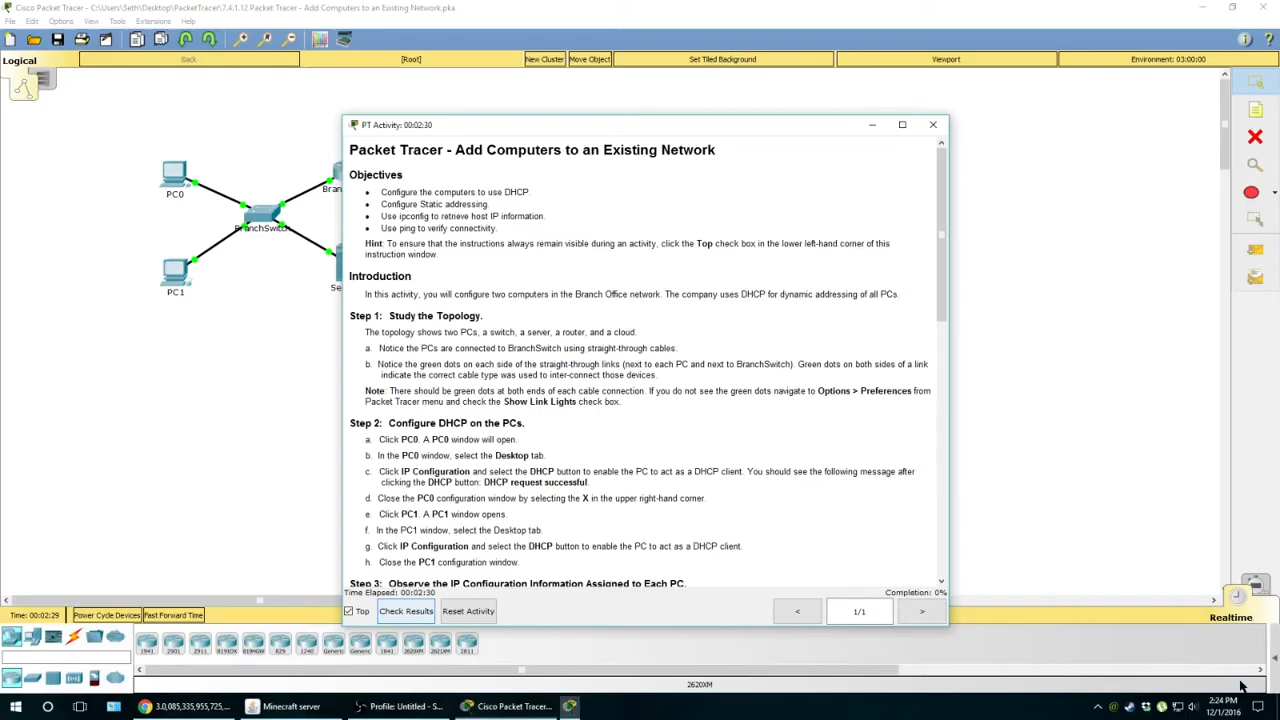 Cisco Packet Tracer - C:\Users\Seth\Desktop\PacketTracer\7.4.1.12 Packet Tracer - Add Computers to an Existing Network.pka
File Edit Options View Tools Extensions Help
Logical Back [Root] New Cluster Move Object Set Tiled Background Viewport Environment: 03:00:00
PT Activity: 00:02:30
Packet Tracer - Add Computers to an Existing Network
Objectives
• Configure the computers to use DHCP.
• Configure Static addressing.
• Use ipconfig to retrieve host IP information.
• Use ping to verify connectivity.
Hint: To ensure that the instructions always remain visible during an activity, click the Top check box in the lower left-hand corner of this
instruction window.
Introduction
In this activity, you will configure two computers in the Branch Office network. The company uses DHCP for dynamic addressing of all PCs.
Step 1: Study the Topology.
The topology shows two PCs, a switch, a server, a router, and a cloud.
a. Notice the PCs are connected to BranchSwitch using straight-through cables.
b. Notice the green dots on each side of the straight-through links (next to each PC and next to BranchSwitch). Green dots on both sides of a link
indicate the correct cable type was used to inter-connect those devices.
Note: There should be green dots at both ends of each cable connection. If you do not see the green dots navigate to Options > Preferences from
Packet Tracer menu and check the Show Link Lights check box.
Step 2: Configure DHCP on the PCs.
a. Click PC0. A PC0 window will open.
b. In the PC0 window, select the Desktop tab.
c. Click IP Configuration and select the DHCP button to enable the PC to act as a DHCP client. You should see the following message after
clicking the DHCP button: DHCP request successful.
d. Close the PC0 configuration window by selecting the X in the upper right-hand corner.
e. Click PC1. A PC1 window opens.
f. In the PC1 window, select the Desktop tab.
g. Click IP Configuration and select the DHCP button to enable the PC to act as a DHCP client.
h. Close the PC1 configuration window.
Step 3: Observe the IP Configuration Information Assigned to Each PC.
Time Elapsed: 00:02:30 Completion: 0%
Top Check Results Reset Activity < 1/1 >
PC0
Bran
BranchSwitch
PC1
Se
Time: 00:02:29 Power Cycle Devices Fast Forward Time Realtime
1941 2901 2911 819IOX 819HGW 829 1240 Generic Generic 1841 2620XM 2621XM 2811
2620XM
3.0,085,335,955,725,... Minecraft server Profile: Untitled - S... Cisco Packet Tracer...
2:24 PM
12/1/2016